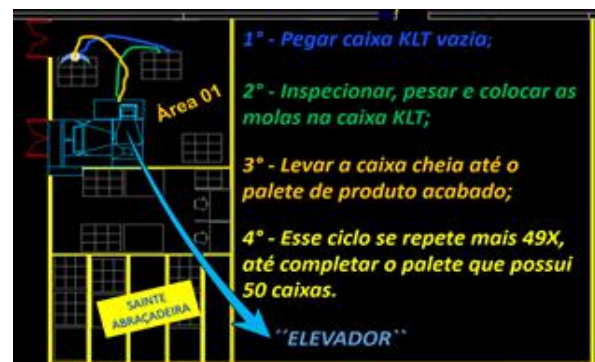 1° - Pegar caixa KLT vazia;
Área 01
2° - Inspecionar, pesar e colocar as
molas na caixa KLT;
3° - Levar a caixa cheia até o
palete de produto acabado;
4° - Esse ciclo se repete mais 49X,
até completar o palete que possui
50 caixas.
SAINTE
ABRAÇADEIRA
``ELEVADOR``